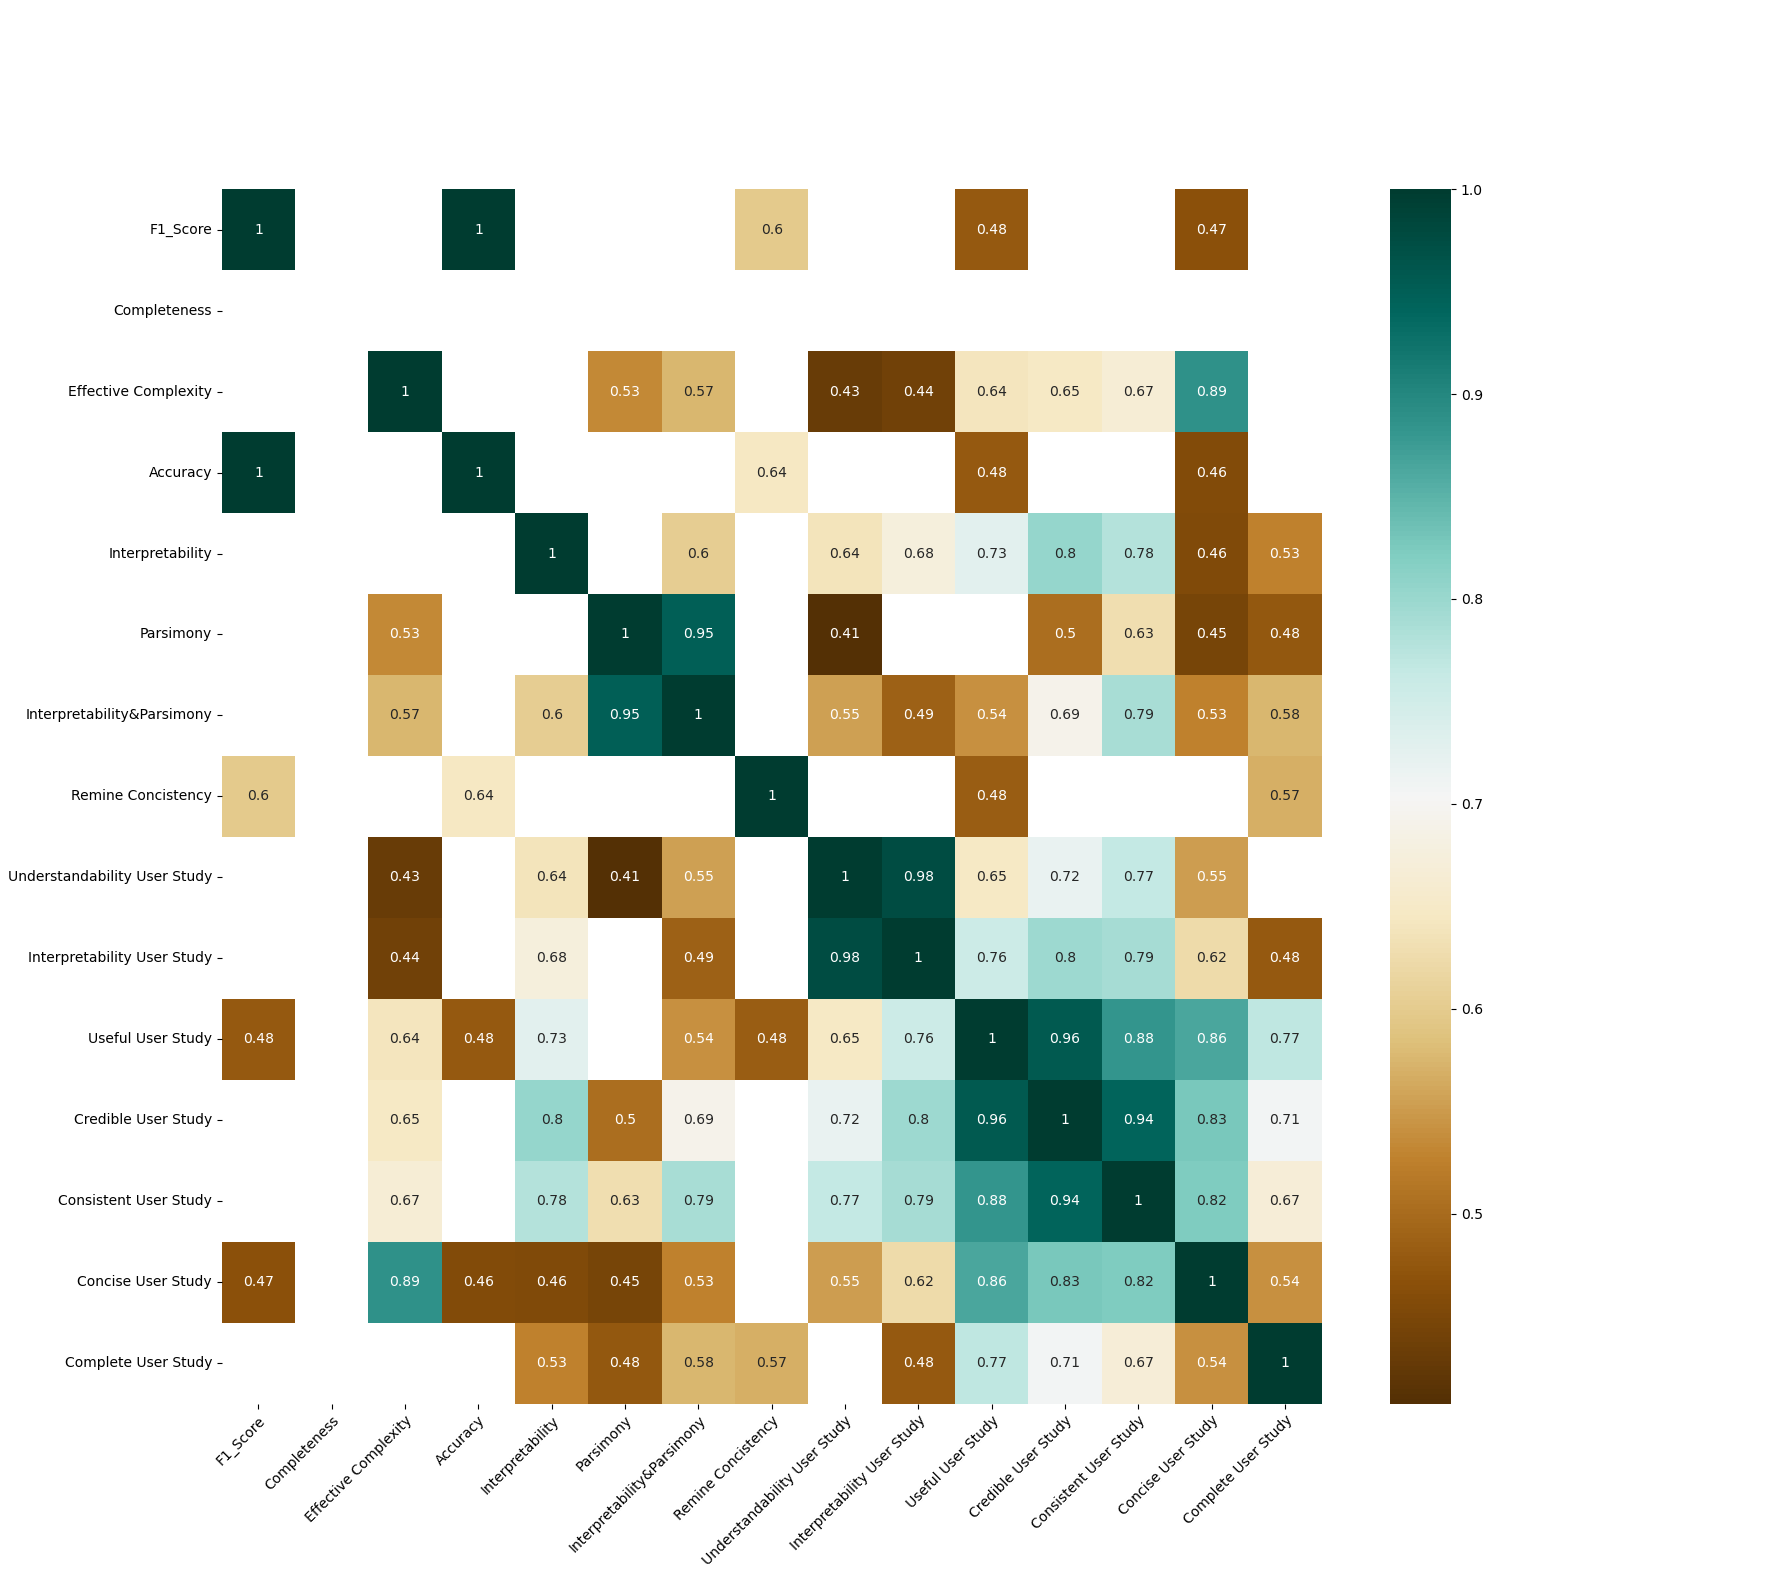 F1_Score 1 1 0.6 0.48 0.47
Completeness
Effective Complexity 1 0.53 0.57 0.43 0.44 0.64 0.65 0.67 0.89
Accuracy 1 1 0.64 0.48 0.46
Interpretability 1 0.6 0.64 0.68 0.73 0.8 0.78 0.46 0.53
Parsimony 0.53 1 0.95 0.41 0.5 0.63 0.45 0.48
Interpretability&Parsimony 0.57 0.6 0.95 1 0.55 0.49 0.54 0.69 0.79 0.53 0.58
Remine Concistency 0.6 0.64 1 0.48 0.57
Understandability User Study 0.43 0.64 0.41 0.55 1 0.98 0.65 0.72 0.77 0.55
Interpretability User Study 0.44 0.68 0.49 0.98 1 0.76 0.8 0.79 0.62 0.48
Useful User Study 0.48 0.64 0.48 0.73 0.54 0.48 0.65 0.76 1 0.96 0.88 0.86 0.77
Credible User Study 0.65 0.8 0.5 0.69 0.72 0.8 0.96 1 0.94 0.83 0.71
Consistent User Study 0.67 0.78 0.63 0.79 0.77 0.79 0.88 0.94 1 0.82 0.67
Concise User Study 0.47 0.89 0.46 0.46 0.45 0.53 0.55 0.62 0.86 0.83 0.82 1 0.54
Complete User Study 0.53 0.48 0.58 0.57 0.48 0.77 0.71 0.67 0.54 1
F1_Score
Completeness
Effective Complexity
Accuracy
Interpretability
Parsimony
Interpretability&Parsimony
Remine Concistency
Understandability User Study
Interpretability User Study
Useful User Study
Credible User Study
Consistent User Study
Concise User Study
Complete User Study
1.0
0.9
0.8
0.7
0.6
0.5